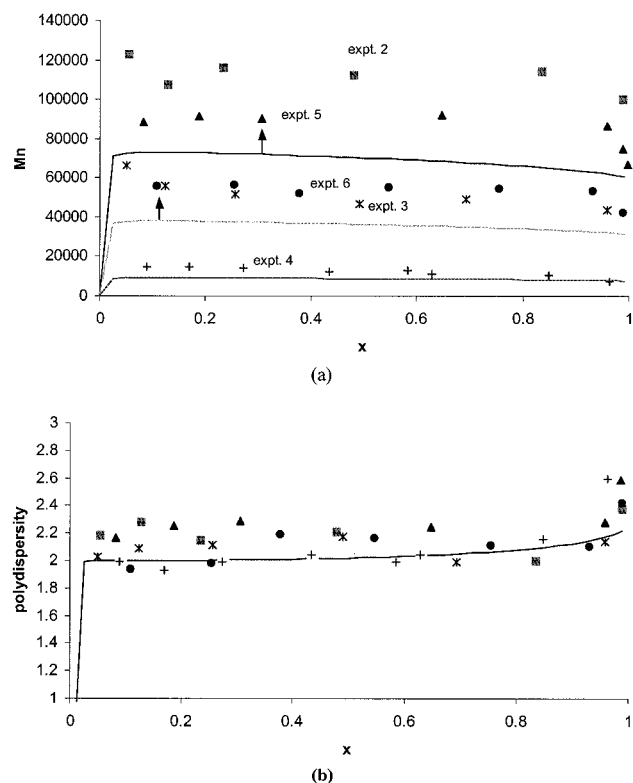 Mn
140000
120000
100000
80000
60000
40000
20000
0
expt. 2
expt. 5
expt. 6
expt. 3
expt. 4
0
0.2
0.4
0.6
0.8
1
x
(a)
polydispersity
3
2.8
2.6
2.4
2.2
2
1.8
1.6
1.4
1.2
1
0
0.2
0.4
0.6
0.8
1
x
(b)